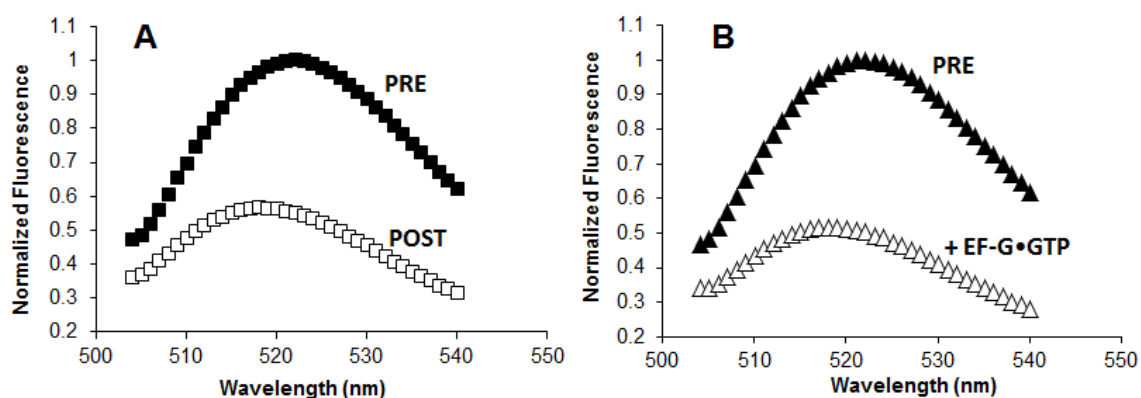 A
PRE
POST
Normalized Fluorescence
1.1
1
0.9
0.8
0.7
0.6
0.5
0.4
0.3
0.2
500 510 520 530 540 550
Wavelength (nm)
B
PRE
+ EF-G•GTP
Normalized Fluorescence
1.1
1
0.9
0.8
0.7
0.6
0.5
0.4
0.3
0.2
500 510 520 530 540 550
Wavelength (nm)